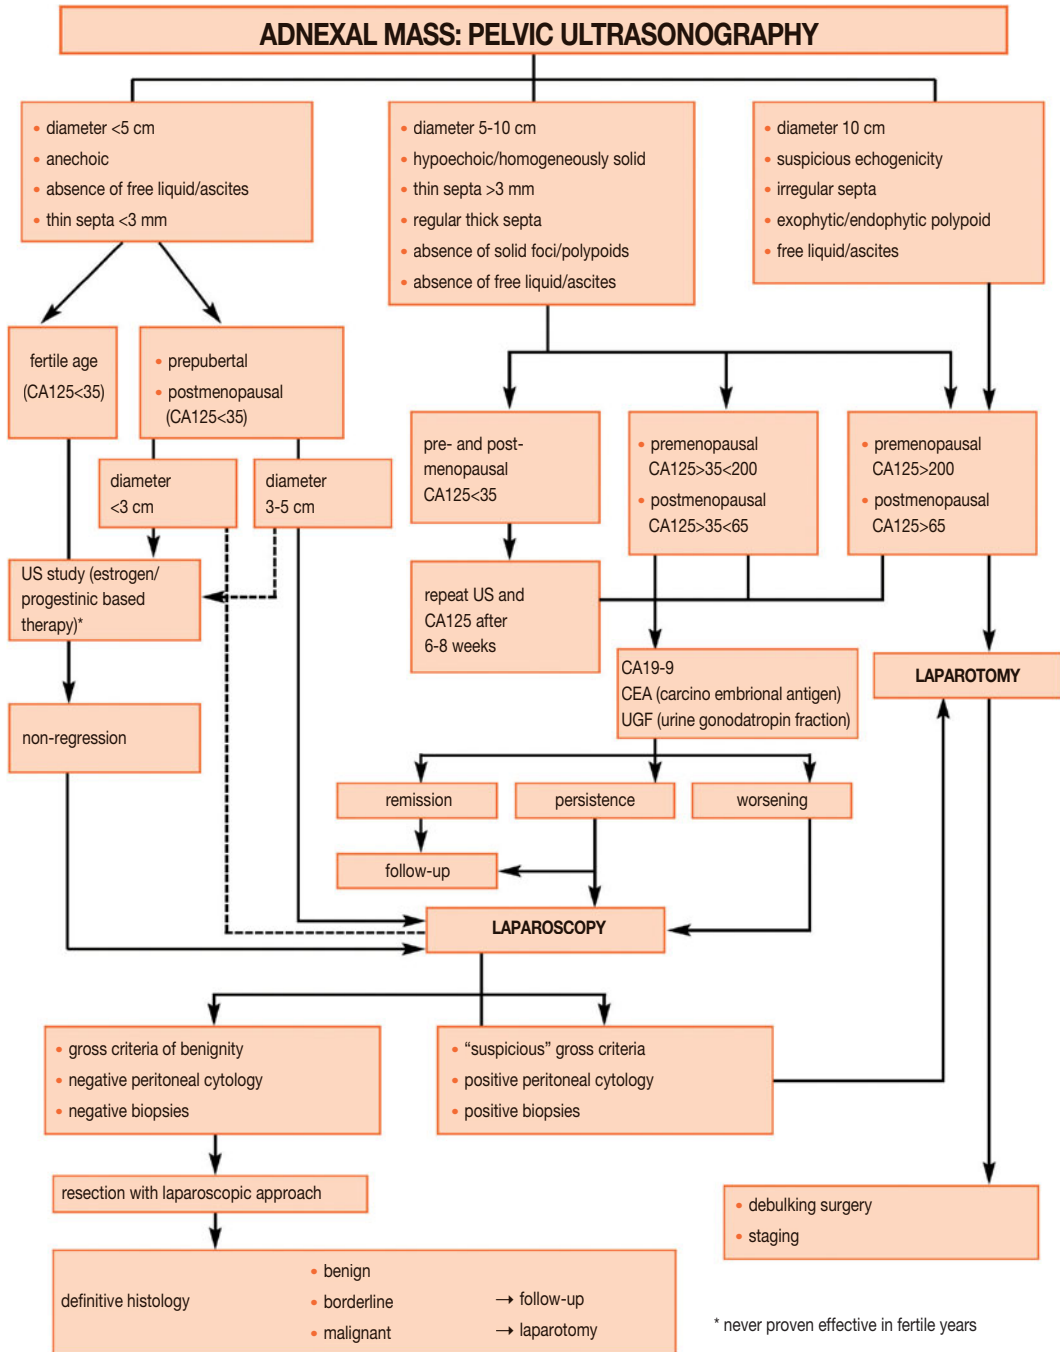 ADNEXAL MASS: PELVIC ULTRASONOGRAPHY
• diameter <5 cm
• anechoic
• absence of free liquid/ascites
• thin septa <3 mm
• diameter 5-10 cm
• hypoechoic/homogeneously solid
• thin septa >3 mm
• regular thick septa
• absence of solid foci/polypoids
• absence of free liquid/ascites
• diameter 10 cm
• suspicious echogenicity
• irregular septa
• exophytic/endophytic polypoid
• free liquid/ascites
fertile age
(CA125<35)
• prepubertal
• postmenopausal
(CA125<35)
diameter
<3 cm
diameter
3-5 cm
pre- and post-
menopausal
CA125<35
• premenopausal
CA125>35<200
• postmenopausal
CA125>35<65
• premenopausal
CA125>200
• postmenopausal
CA125>65
US study (estrogen/
progestinic based
therapy)*
repeat US and
CA125 after
6-8 weeks
CA19-9
CEA (carcino embrional antigen)
UGF (urine gonodatropin fraction)
LAPAROTOMY
non-regression
remission
persistence
worsening
follow-up
LAPAROSCOPY
• gross criteria of benignity
• negative peritoneal cytology
• negative biopsies
• “suspicious” gross criteria
• positive peritoneal cytology
• positive biopsies
resection with laparoscopic approach
• debulking surgery
• staging
definitive histology
• benign
• borderline → follow-up
• malignant → laparotomy
* never proven effective in fertile years